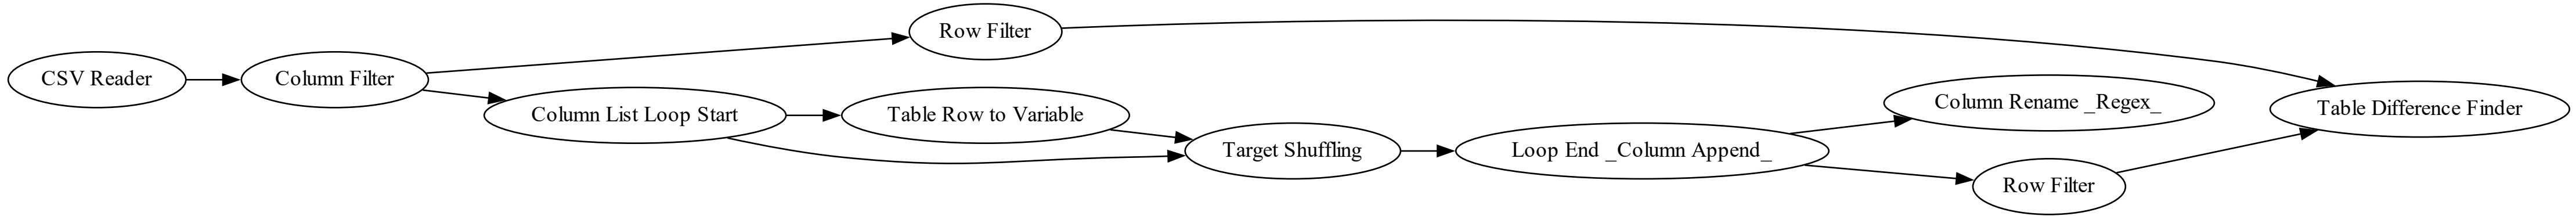 CSV Reader
Column Filter
Row Filter
Column List Loop Start
Table Row to Variable
Target Shuffling
Loop End _Column Append_
Column Rename _Regex_
Row Filter
Table Difference Finder